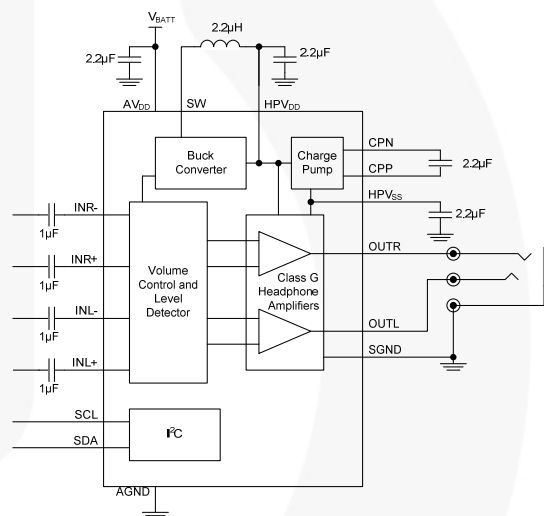 VBATT
2.2µH
2.2µF
2.2µF
AVDD
SW
HPVDD
Buck
Converter
Charge
Pump
CPN
CPP
2.2µF
HPVSS
2.2µF
INR-
1µF
INR+
1µF
INL-
1µF
INL+
1µF
Volume
Control and
Level
Detector
Class G
Headphone
Amplifiers
OUTR
OUTL
SGND
SCL
SDA
I²C
AGND